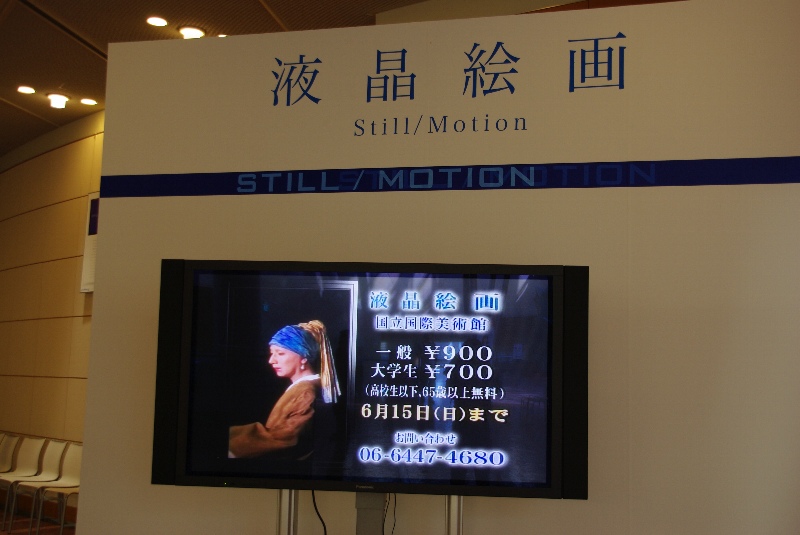 液晶絵画
Still/Motion
STILL/MOTION
液晶絵画
国立国際美術館
一般 ¥900
大学生 ¥700
(高校生以下,65歳以上無料)
6月15日(日)まで
お問い合わせ
06-6447-4680
Panasonic